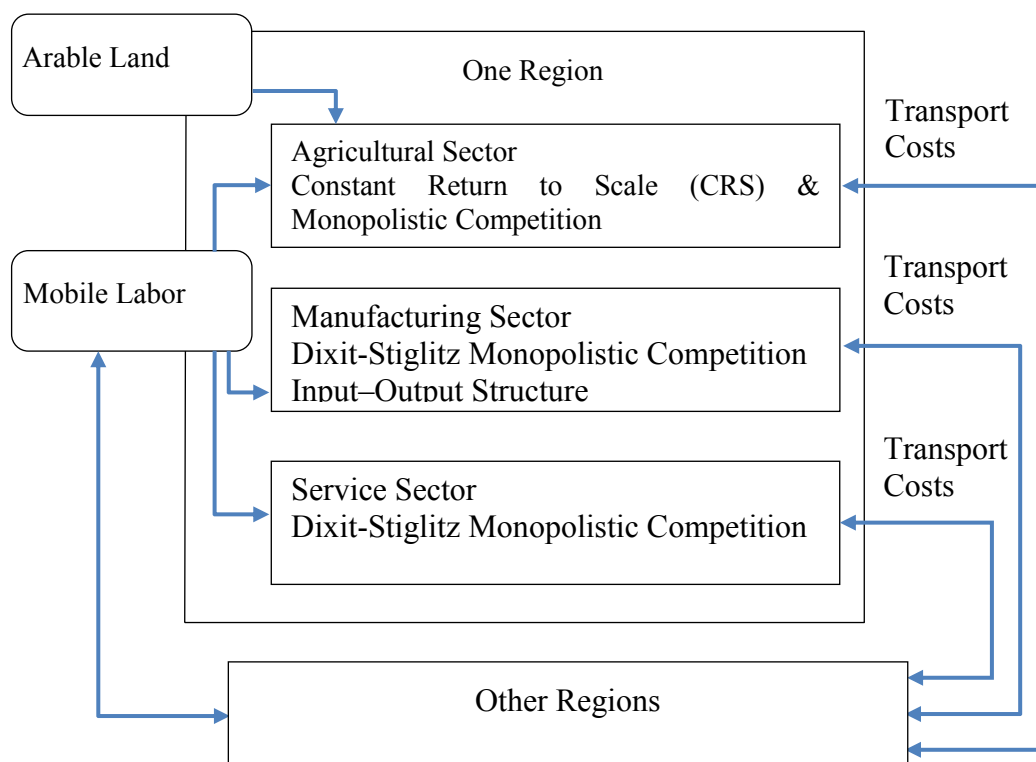 Arable Land
One Region
Transport
Costs
Agricultural Sector
Constant Return to Scale (CRS) &
Monopolistic Competition
Mobile Labor
Transport
Costs
Manufacturing Sector
Dixit-Stiglitz Monopolistic Competition
Input–Output Structure
Transport
Costs
Service Sector
Dixit-Stiglitz Monopolistic Competition
Other Regions